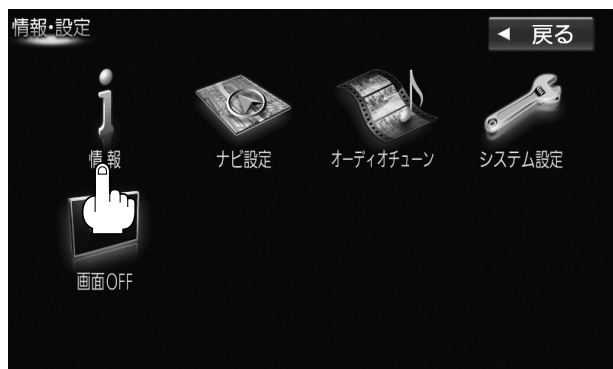 情報・設定
◀ 戻る
情報
ナビ設定
オーディオチューン
システム設定
画面OFF